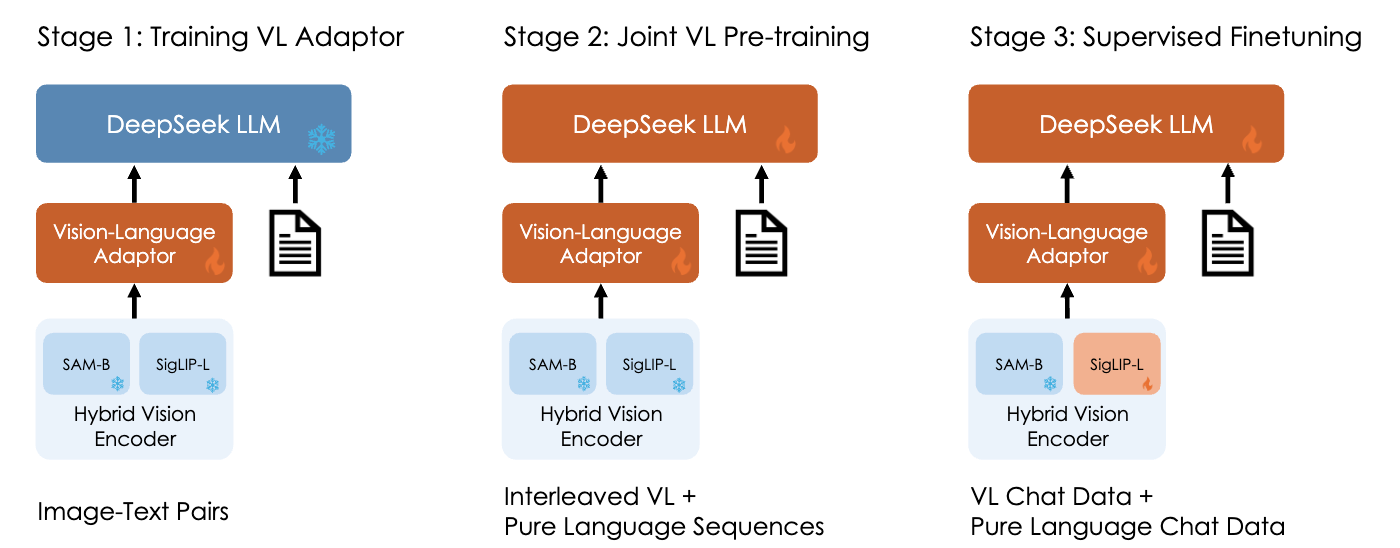 Stage 1: Training VL Adaptor
DeepSeek LLM
Vision-Language
Adaptor
SAM-B
SigLIP-L
Hybrid Vision
Encoder
Image-Text Pairs
Stage 2: Joint VL Pre-training
DeepSeek LLM
Vision-Language
Adaptor
SAM-B
SigLIP-L
Hybrid Vision
Encoder
Interleaved VL +
Pure Language Sequences
Stage 3: Supervised Finetuning
DeepSeek LLM
Vision-Language
Adaptor
SAM-B
SigLIP-L
Hybrid Vision
Encoder
VL Chat Data +
Pure Language Chat Data